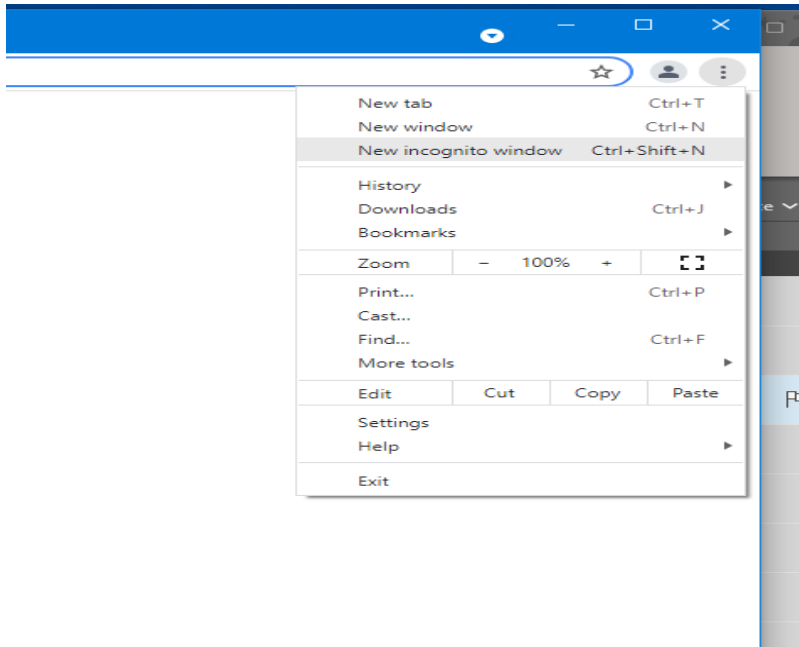 New tab Ctrl+T
New window Ctrl+N
New incognito window Ctrl+Shift+N
History
Downloads Ctrl+J
Bookmarks
Zoom − 100% +
Print... Ctrl+P
Cast...
Find... Ctrl+F
More tools
Edit Cut Copy Paste
Settings
Help
Exit